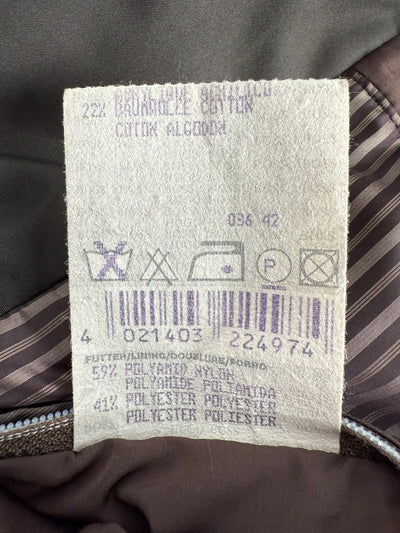 22% BAUMWOLLE COTTON
COTON ALGODON
036 42
P
4 021403 224974
FUTTER/LINING/DOUBLURE/FORRO
59% POLYAMID NYLON
POLYAMIDE POLIAMIDA
41% POLYESTER POLYESTER
POLYESTER POLIESTER